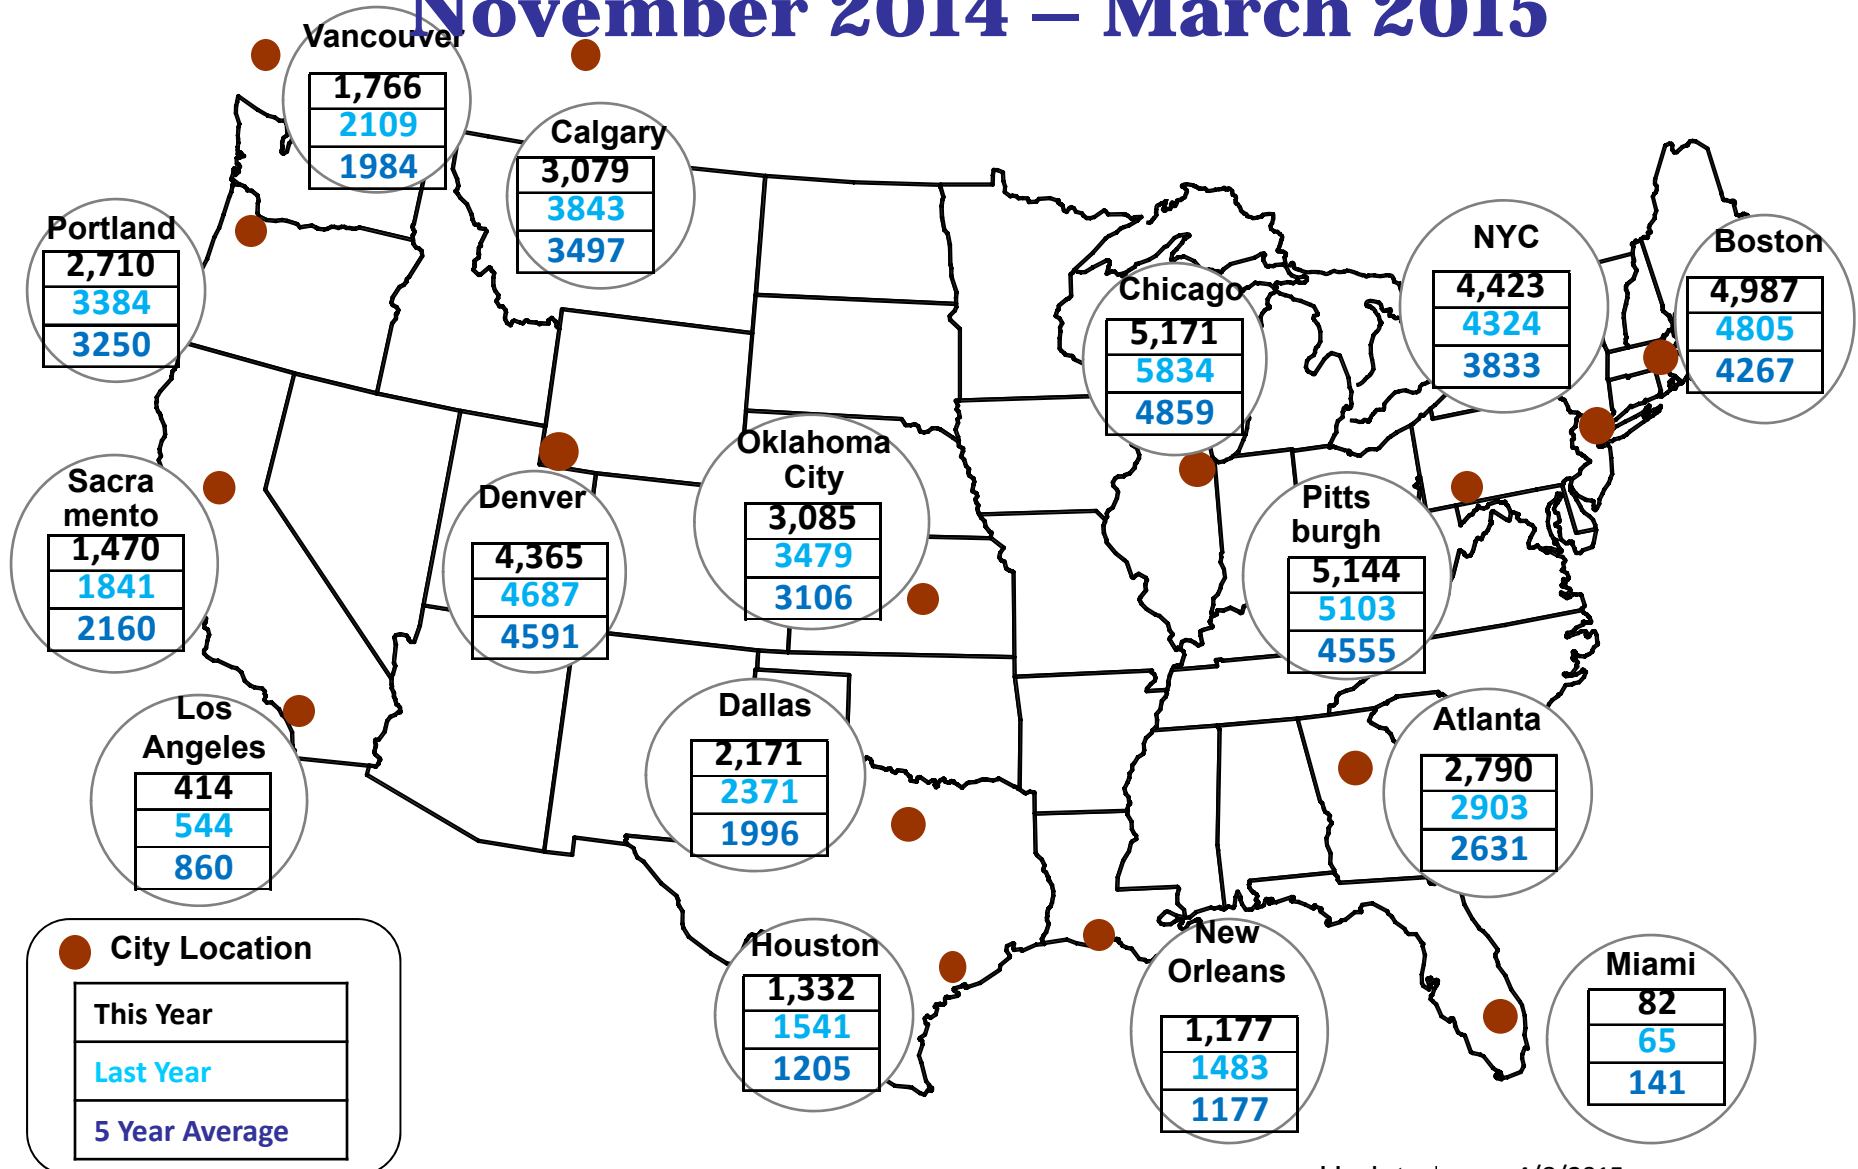 November 2014 – March 2015
Vancouver
1,766
2109
1984
Calgary
3,079
3843
3497
Portland
2,710
3384
3250
NYC
4,423
4324
3833
Boston
4,987
4805
4267
Chicago
5,171
5834
4859
Oklahoma
City
3,085
3479
3106
Sacra
mento
1,470
1841
2160
Denver
4,365
4687
4591
Pitts
burgh
5,144
5103
4555
Los
Angeles
414
544
860
Dallas
2,171
2371
1996
Atlanta
2,790
2903
2631
Houston
1,332
1541
1205
New
Orleans
1,177
1483
1177
Miami
82
65
141
City Location
This Year
Last Year
5 Year Average